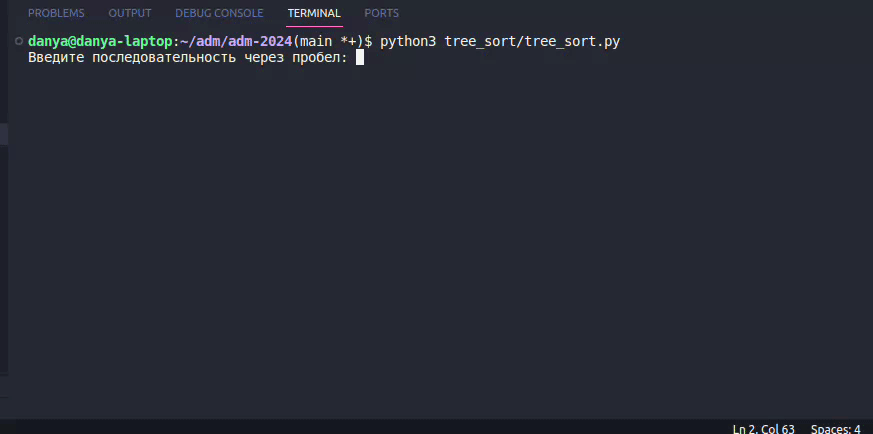 PROBLEMS OUTPUT DEBUG CONSOLE TERMINAL PORTS
danya@danya-laptop:~/adm/adm-2024(main *+)$ python3 tree_sort/tree_sort.py
Введите последовательность через пробел:
Ln 2, Col 63 Spaces: 4